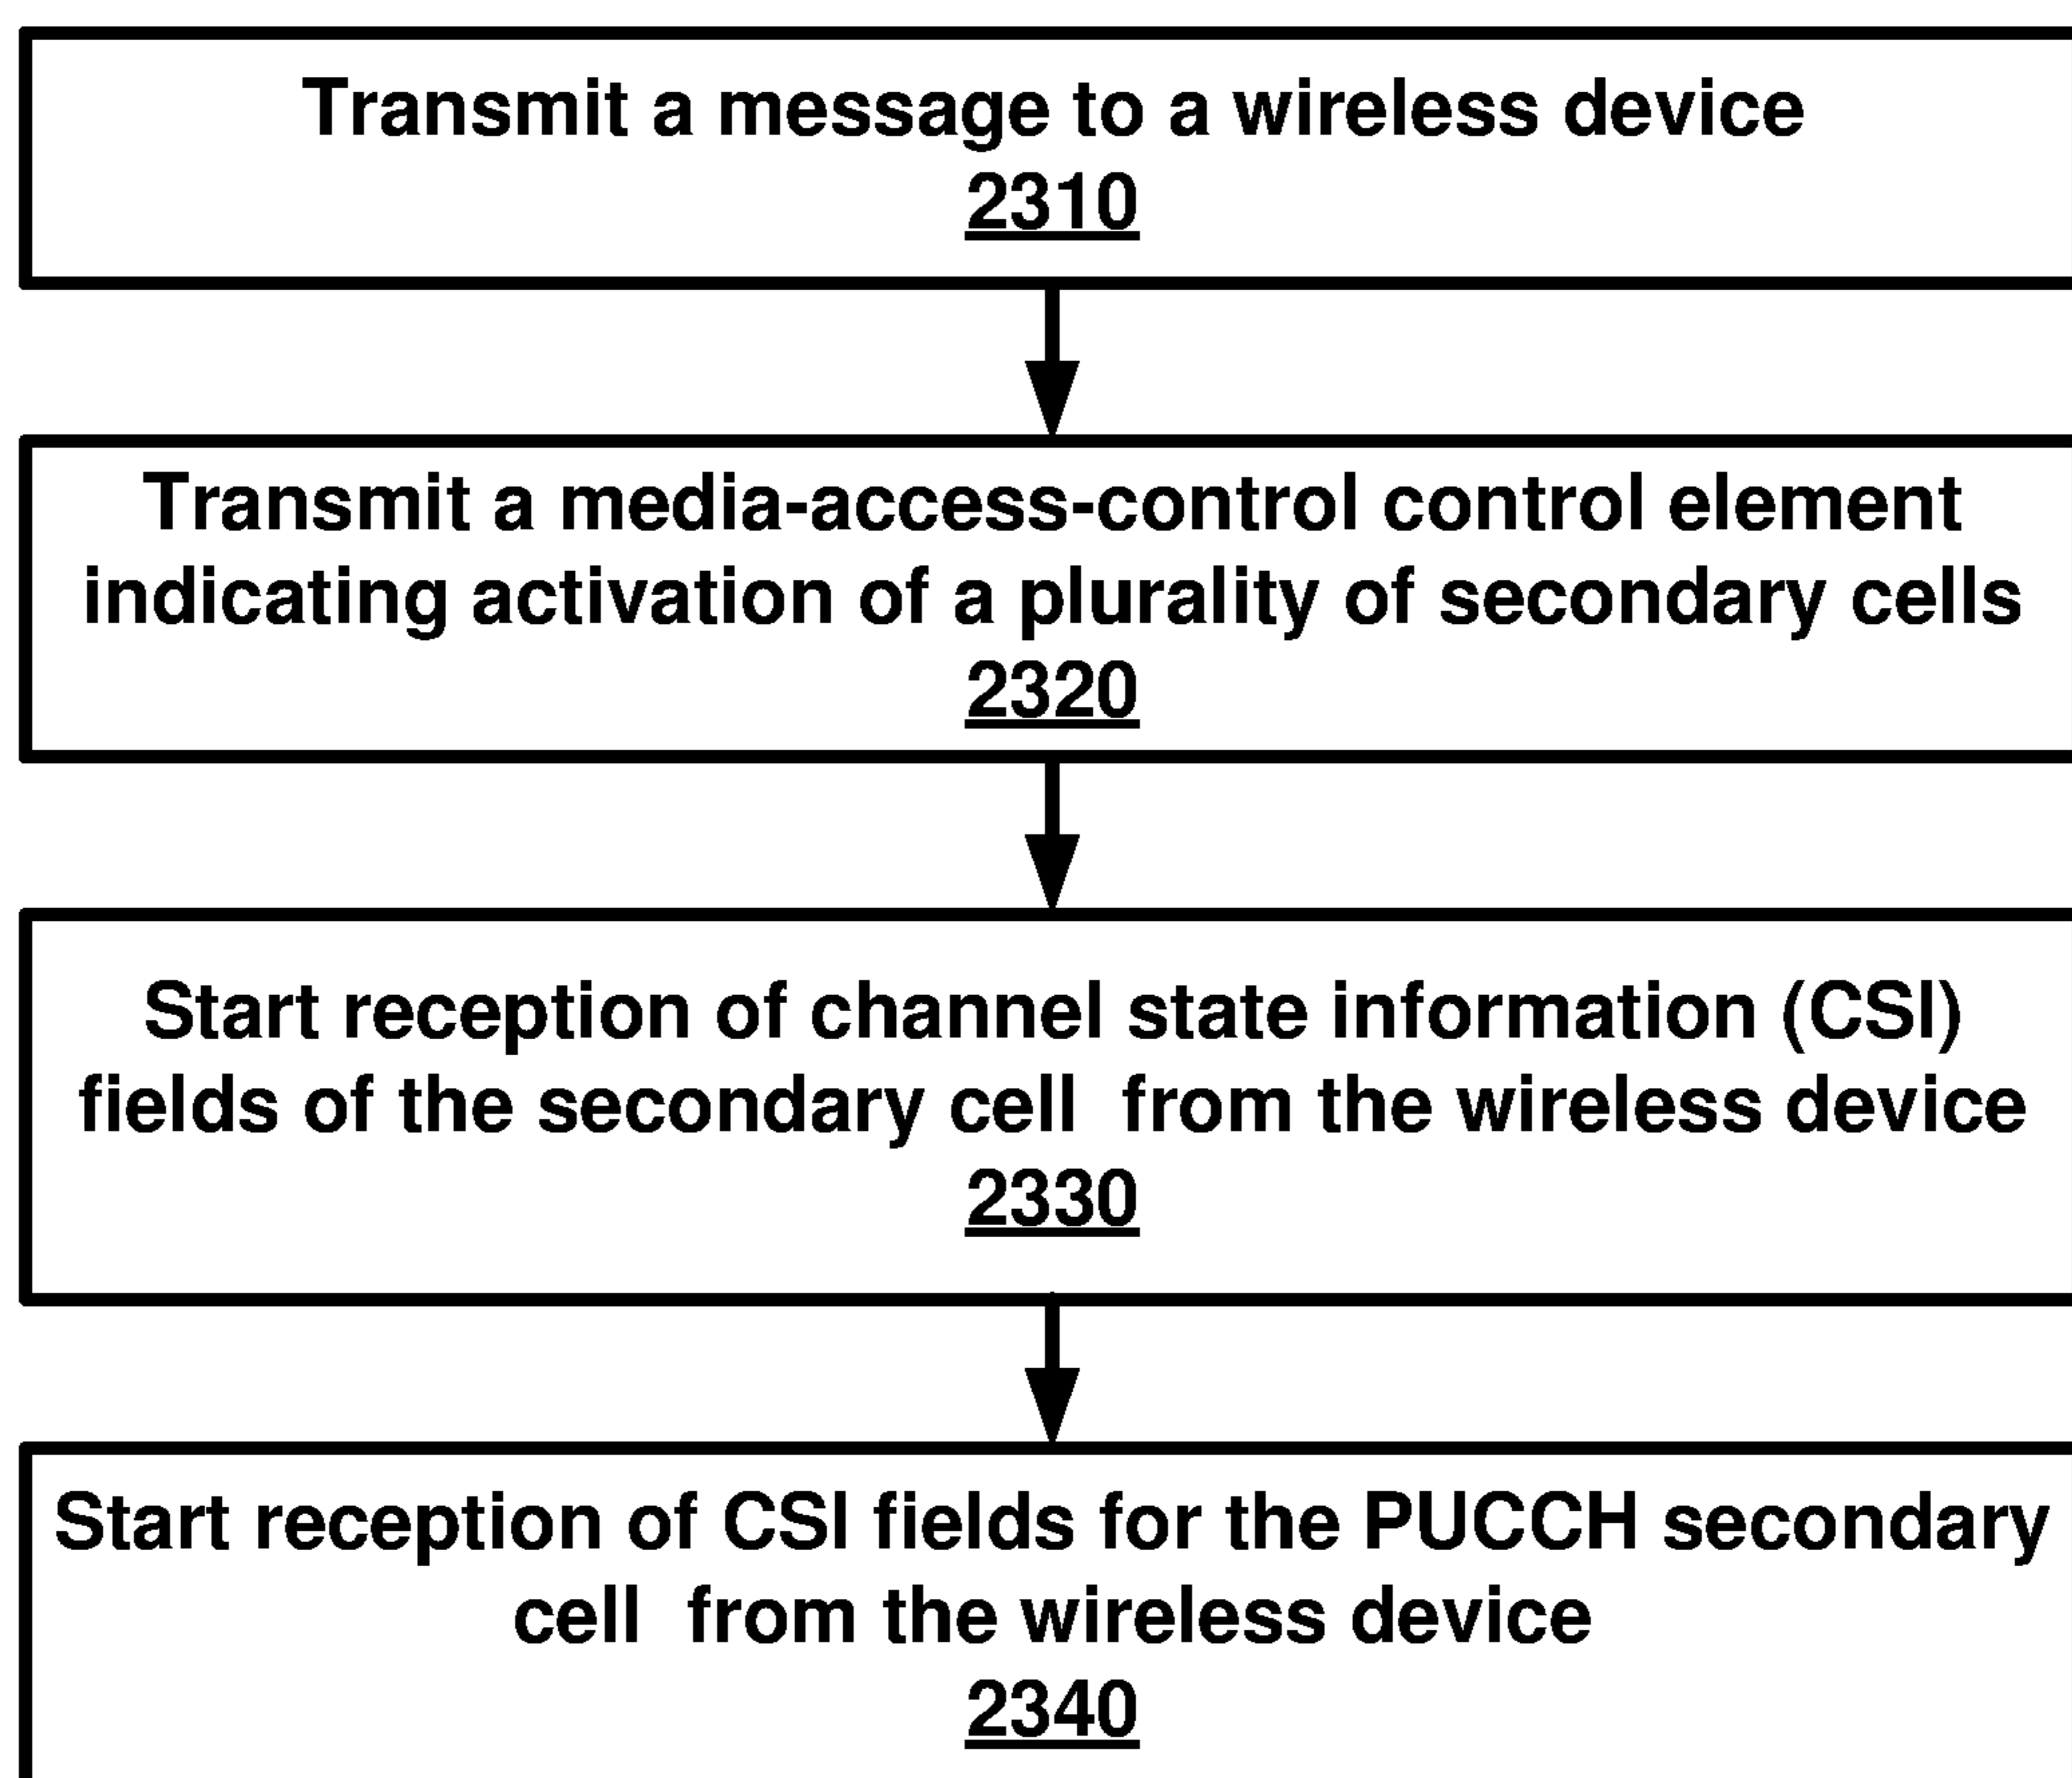 Transmit a message to a wireless device
2310
Transmit a media-access-control control element
indicating activation of a plurality of secondary cells
2320
Start reception of channel state information (CSI)
fields of the secondary cell  from the wireless device
2330
Start reception of CSI fields for the PUCCH secondary
cell  from the wireless device
2340